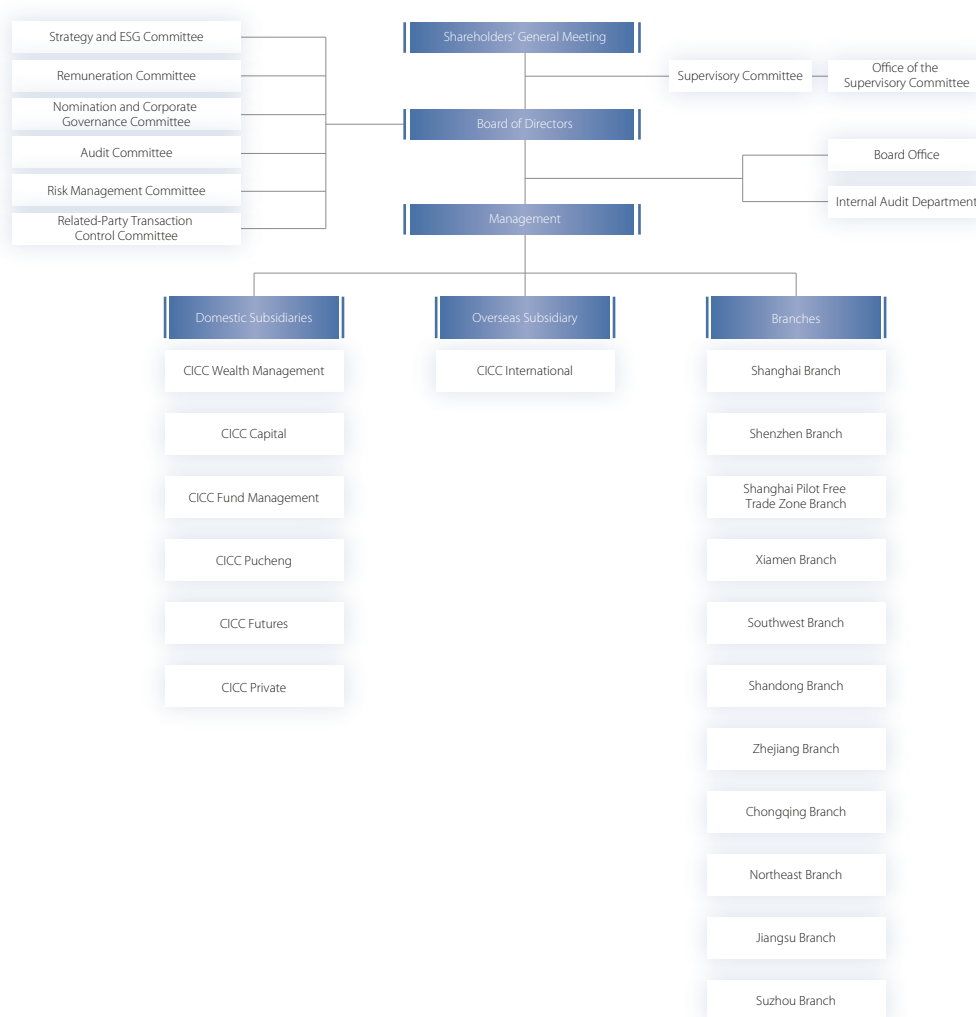 Strategy and ESG Committee
Remuneration Committee
Nomination and Corporate
Governance Committee
Audit Committee
Risk Management Committee
Related-Party Transaction
Control Committee
Shareholders' General Meeting
Supervisory Committee
Office of the
Supervisory Committee
Board of Directors
Board Office
Internal Audit Department
Management
Domestic Subsidiaries
CICC Wealth Management
CICC Capital
CICC Fund Management
CICC Pucheng
CICC Futures
CICC Private
Overseas Subsidiary
CICC International
Branches
Shanghai Branch
Shenzhen Branch
Shanghai Pilot Free
Trade Zone Branch
Xiamen Branch
Southwest Branch
Shandong Branch
Zhejiang Branch
Chongqing Branch
Northeast Branch
Jiangsu Branch
Suzhou Branch